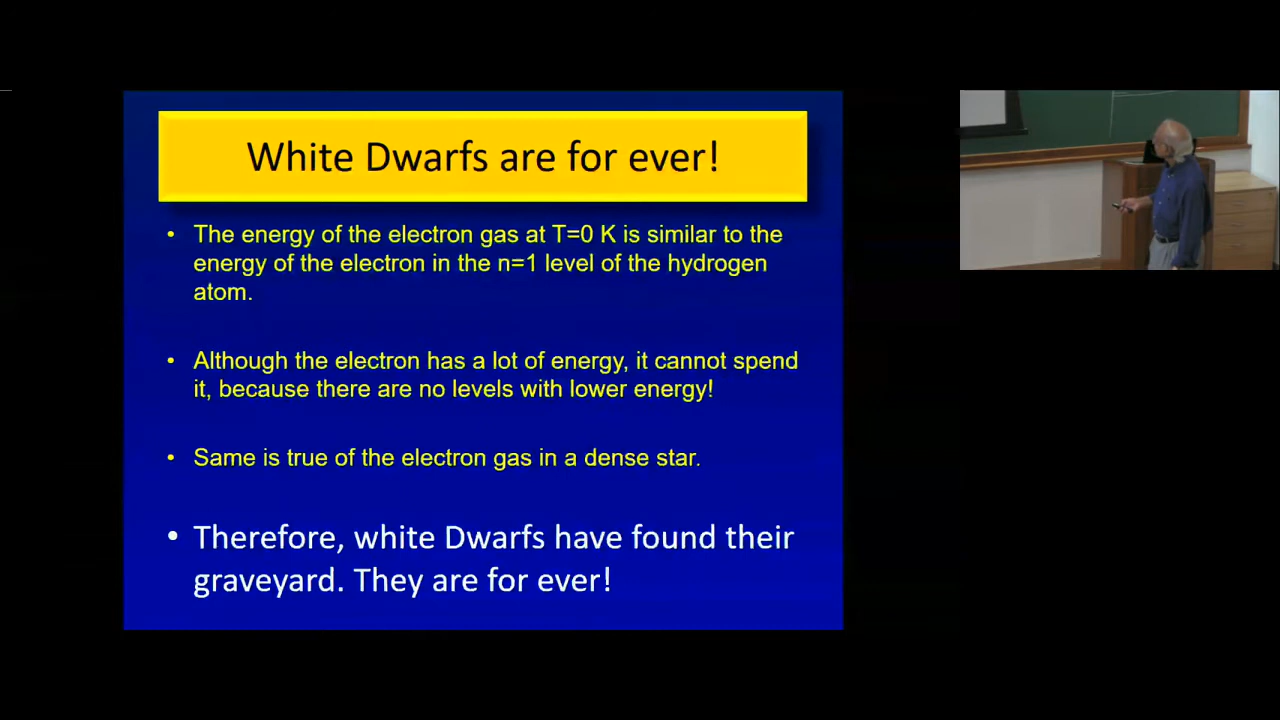 White Dwarfs are for ever!
• The energy of the electron gas at T=0 K is similar to the
energy of the electron in the n=1 level of the hydrogen
atom.
• Although the electron has a lot of energy, it cannot spend
it, because there are no levels with lower energy!
• Same is true of the electron gas in a dense star.
• Therefore, white Dwarfs have found their
graveyard. They are for ever!